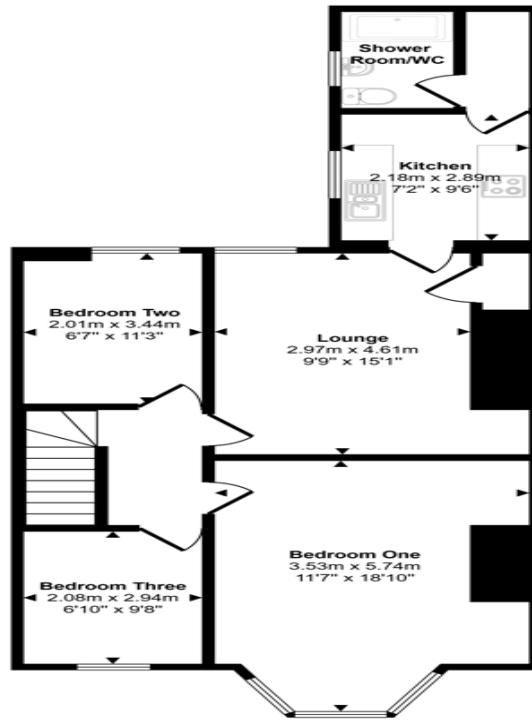 Shower
Room/WC
Kitchen
2.18m x 2.89m
7'2" x 9'6"
Bedroom Two
2.01m x 3.44m
6'7" x 11'3"
Lounge
2.97m x 4.61m
9'9" x 15'1"
Bedroom One
3.53m x 5.74m
11'7" x 18'10"
Bedroom Three
2.08m x 2.94m
6'10" x 9'8"